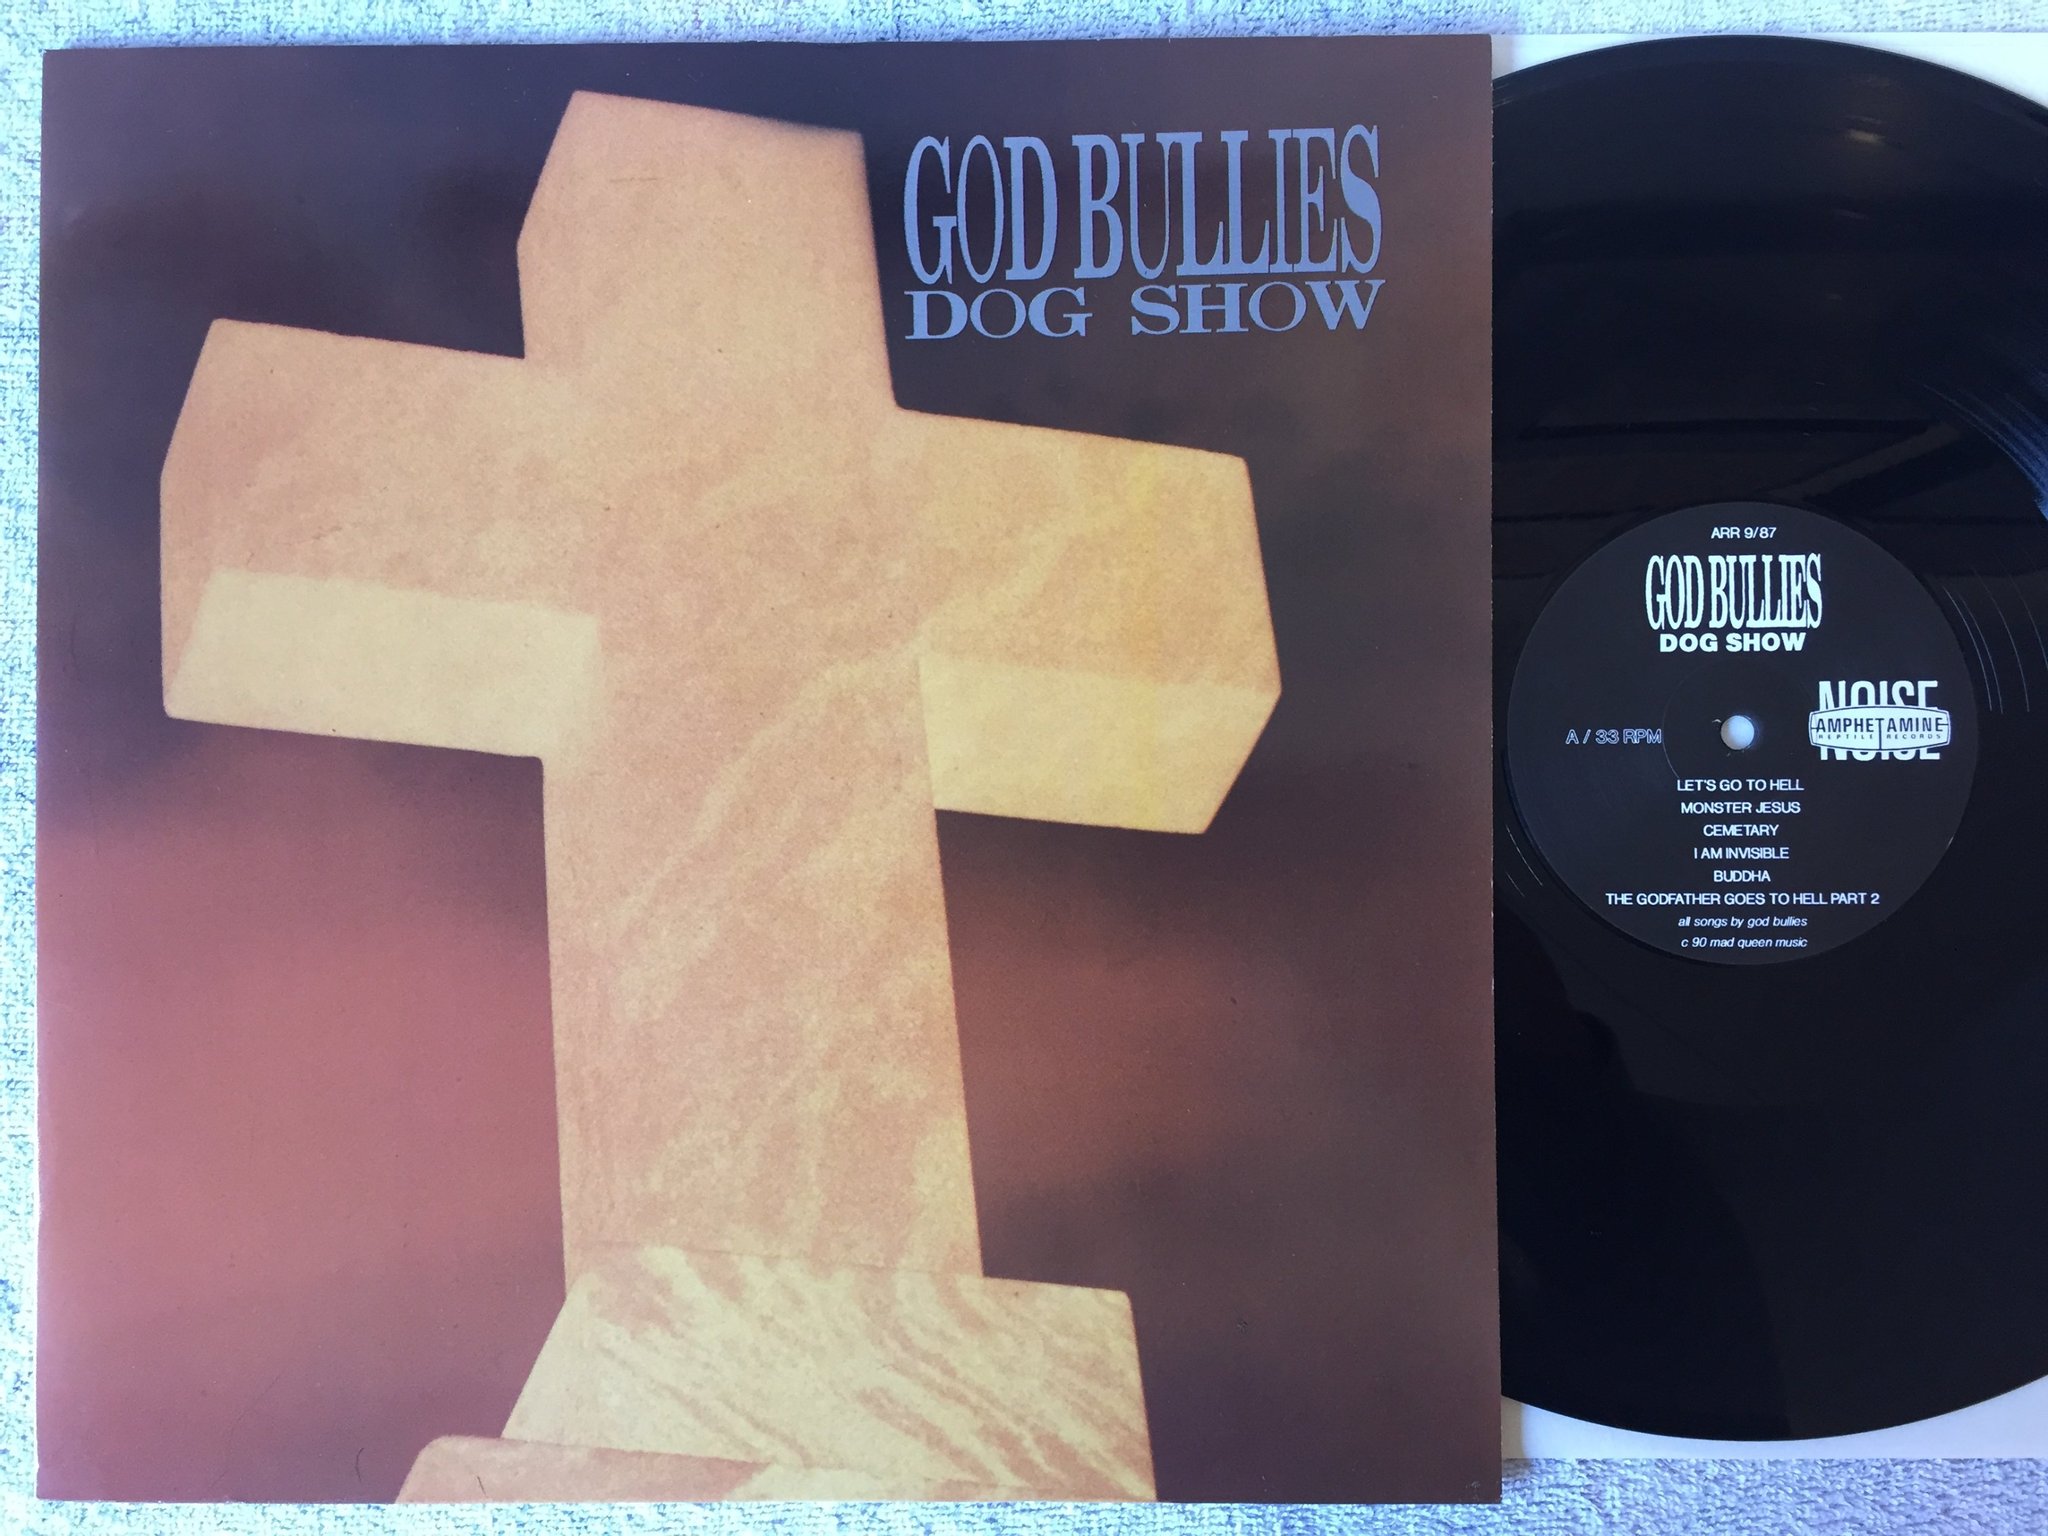 GOD BULLIES
DOG SHOW
ARR 9/87
GOD BULLIES
DOG SHOW
NOISE
AMPHETAMINE
REPTILE RECORDS
NOISE
A / 33 RPM
LET'S GO TO HELL
MONSTER JESUS
CEMETARY
I AM INVISIBLE
BUDDHA
THE GODFATHER GOES TO HELL PART 2
all songs by god bullies
c 90 mad queen music